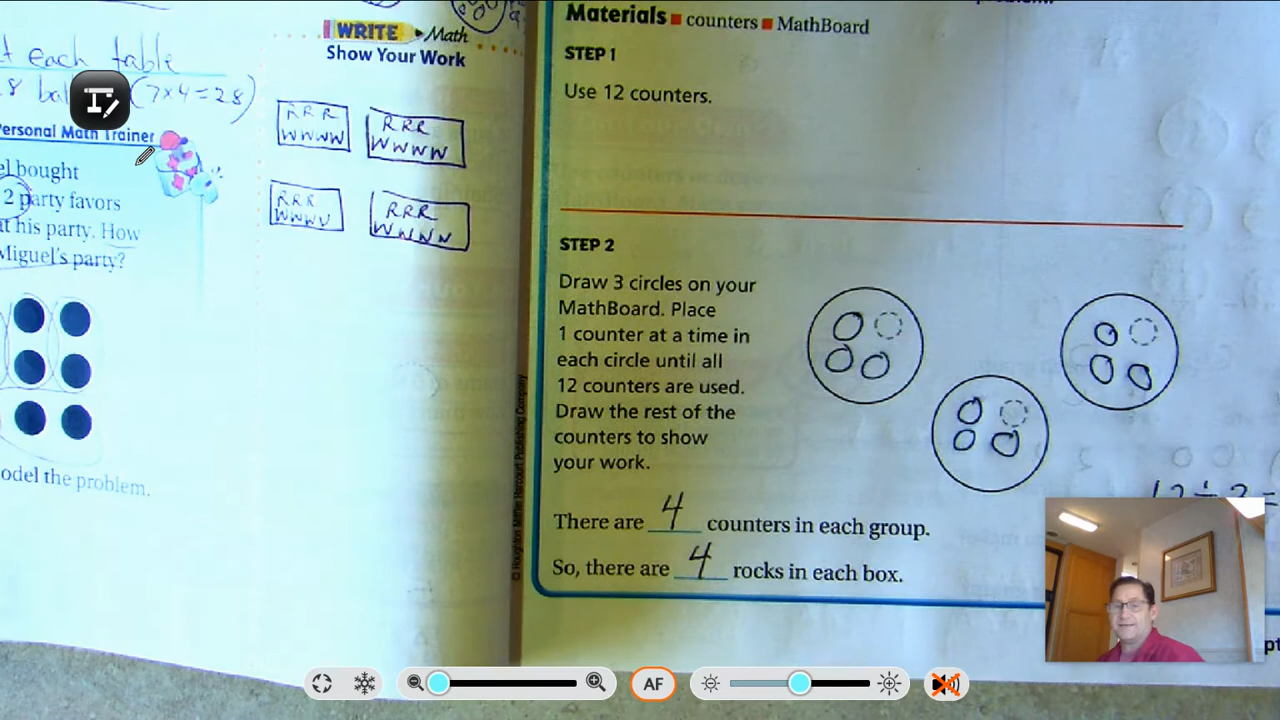 t each table
8 bal (7x4=28)
Personal Math Trainer
el bought
2 party favors
at his party. How
Miguel's party?
odel the problem.
WRITE Math
Show Your Work
RRR
WWWW
RRR
WWWW
RRR
WWWW
RRR
WWWW
© Houghton Mifflin Harcourt Publishing Company
Materials ■ counters ■ MathBoard
STEP 1
Use 12 counters.
STEP 2
Draw 3 circles on your
MathBoard. Place
1 counter at a time in
each circle until all
12 counters are used.
Draw the rest of the
counters to show
your work.
There are 4 counters in each group.
So, there are 4 rocks in each box.
12 ÷ 3 =
AF